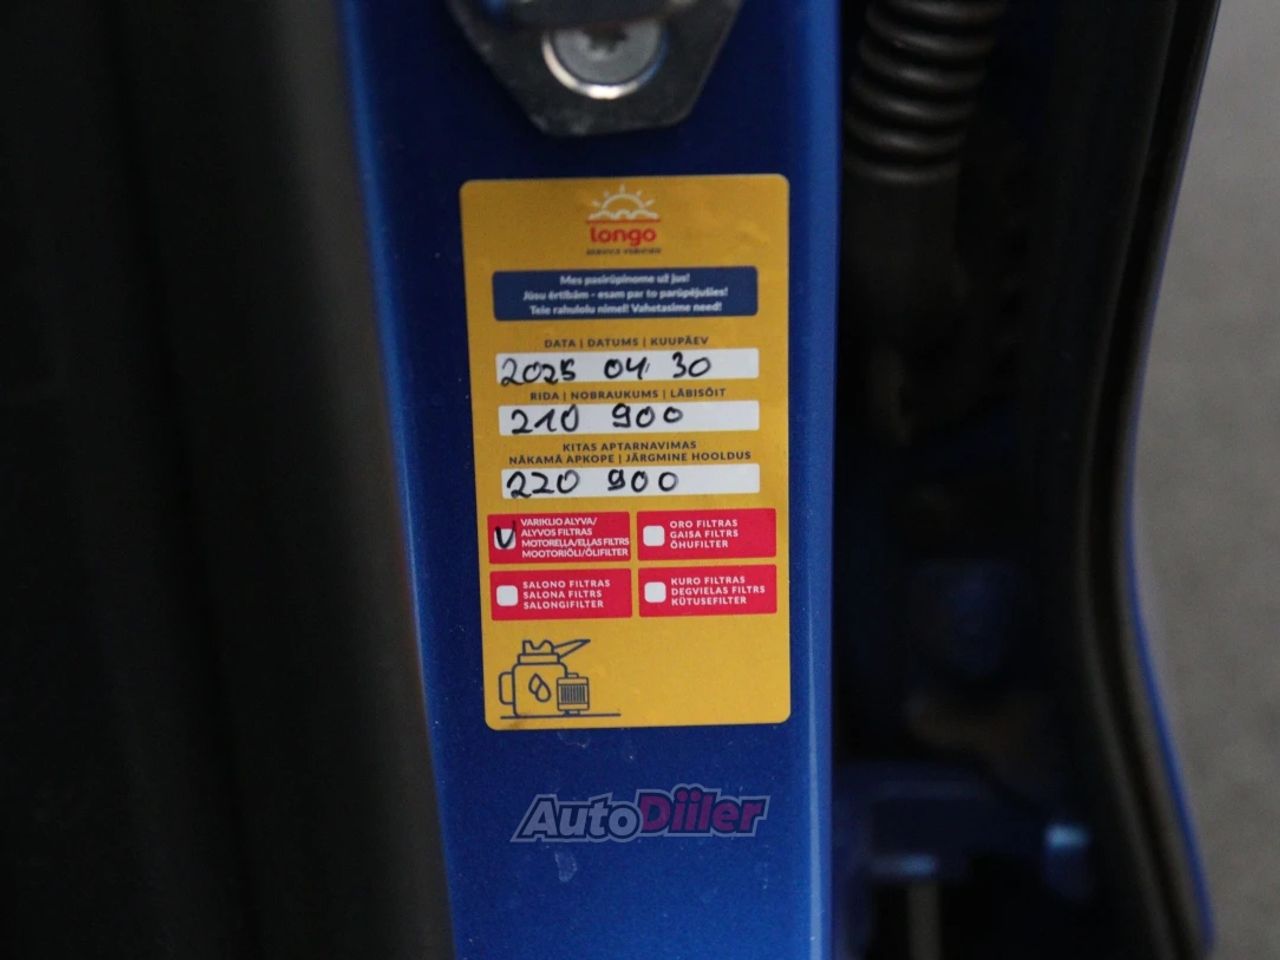 longo
Mes pasirūpinome už jus!
Jūsu ērtībām - esam par to parūpējušies!
Teie rahulolu nimel! Vahetasime need!
DATA | DATUMS | KUUPÄEV
2025 04 30
RIDA | NOBRAUKUMS | LÄBISÕIT
210 900
KITAS APTARNAVIMAS
NĀKAMĀ APKOPE | JÄRGMINE HOOLDUS
220 900
V VARIKLIO ALYVA/
ALYVOS FILTRAS
MOTOREĻĻA/EĻĻAS FILTRS
MOOTORIÕLI/ÕLIFILTER
ORO FILTRAS
GAISA FILTRS
ÕHUFILTER
SALONO FILTRAS
SALONA FILTRS
SALONGIFILTER
KURO FILTRAS
DEGVIELAS FILTRS
KÜTUSEFILTER
AutoDiiler